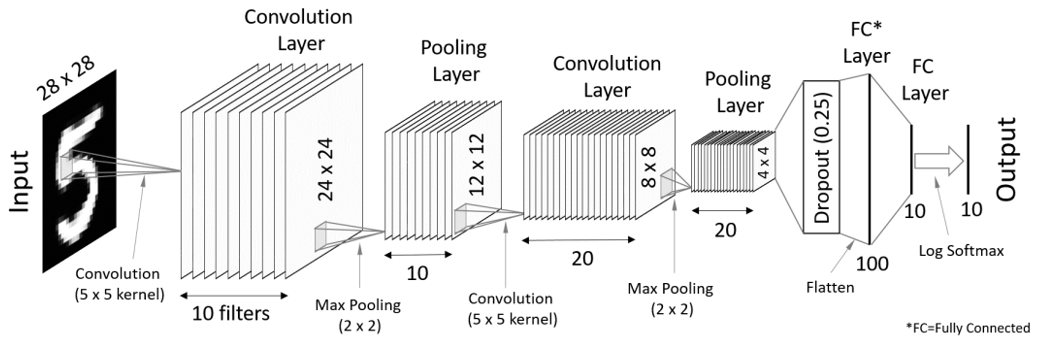 Input
28 x 28
Convolution
(5 x 5 kernel)
Convolution
Layer
24 x 24
10 filters
Max Pooling
(2 x 2)
Pooling
Layer
12 x 12
10
Convolution
(5 x 5 kernel)
Convolution
Layer
8 x 8
20
Max Pooling
(2 x 2)
Pooling
Layer
4 x 4
20
Dropout (0.25)
Flatten
FC*
Layer
100
FC
Layer
10
Log Softmax
10
Output
*FC=Fully Connected